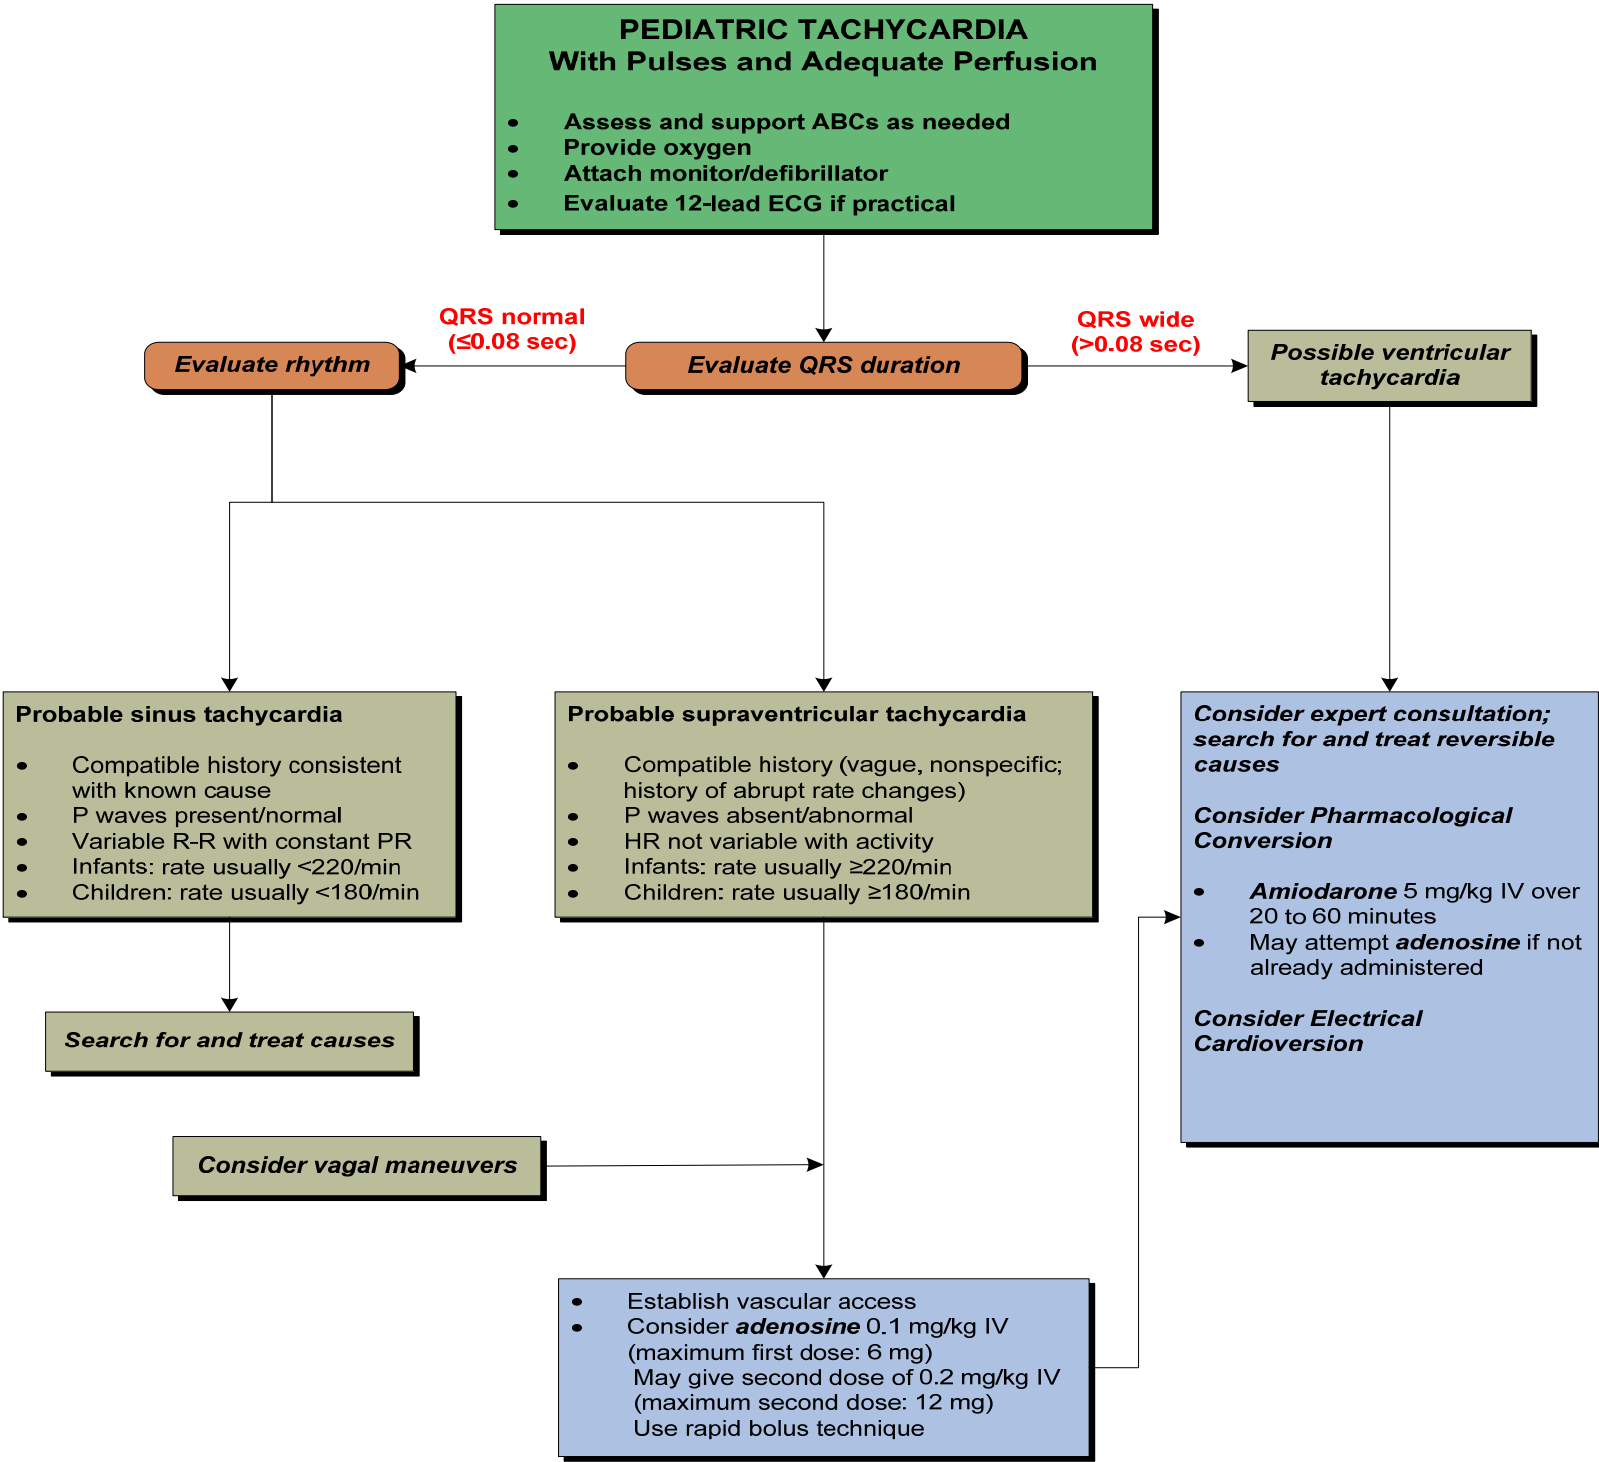 PEDIATRIC TACHYCARDIA
With Pulses and Adequate Perfusion
• Assess and support ABCs as needed
• Provide oxygen
• Attach monitor/defibrillator
• Evaluate 12-lead ECG if practical
QRS normal
(≤0.08 sec)
QRS wide
(>0.08 sec)
Evaluate rhythm
Evaluate QRS duration
Possible ventricular
tachycardia
Probable sinus tachycardia
• Compatible history consistent
with known cause
• P waves present/normal
• Variable R-R with constant PR
• Infants: rate usually <220/min
• Children: rate usually <180/min
Probable supraventricular tachycardia
• Compatible history (vague, nonspecific;
history of abrupt rate changes)
• P waves absent/abnormal
• HR not variable with activity
• Infants: rate usually ≥220/min
• Children: rate usually ≥180/min
Consider expert consultation;
search for and treat reversible
causes
Consider Pharmacological
Conversion
• Amiodarone 5 mg/kg IV over
20 to 60 minutes
• May attempt adenosine if not
already administered
Consider Electrical
Cardioversion
Search for and treat causes
Consider vagal maneuvers
• Establish vascular access
• Consider adenosine 0.1 mg/kg IV
(maximum first dose: 6 mg)
May give second dose of 0.2 mg/kg IV
(maximum second dose: 12 mg)
Use rapid bolus technique